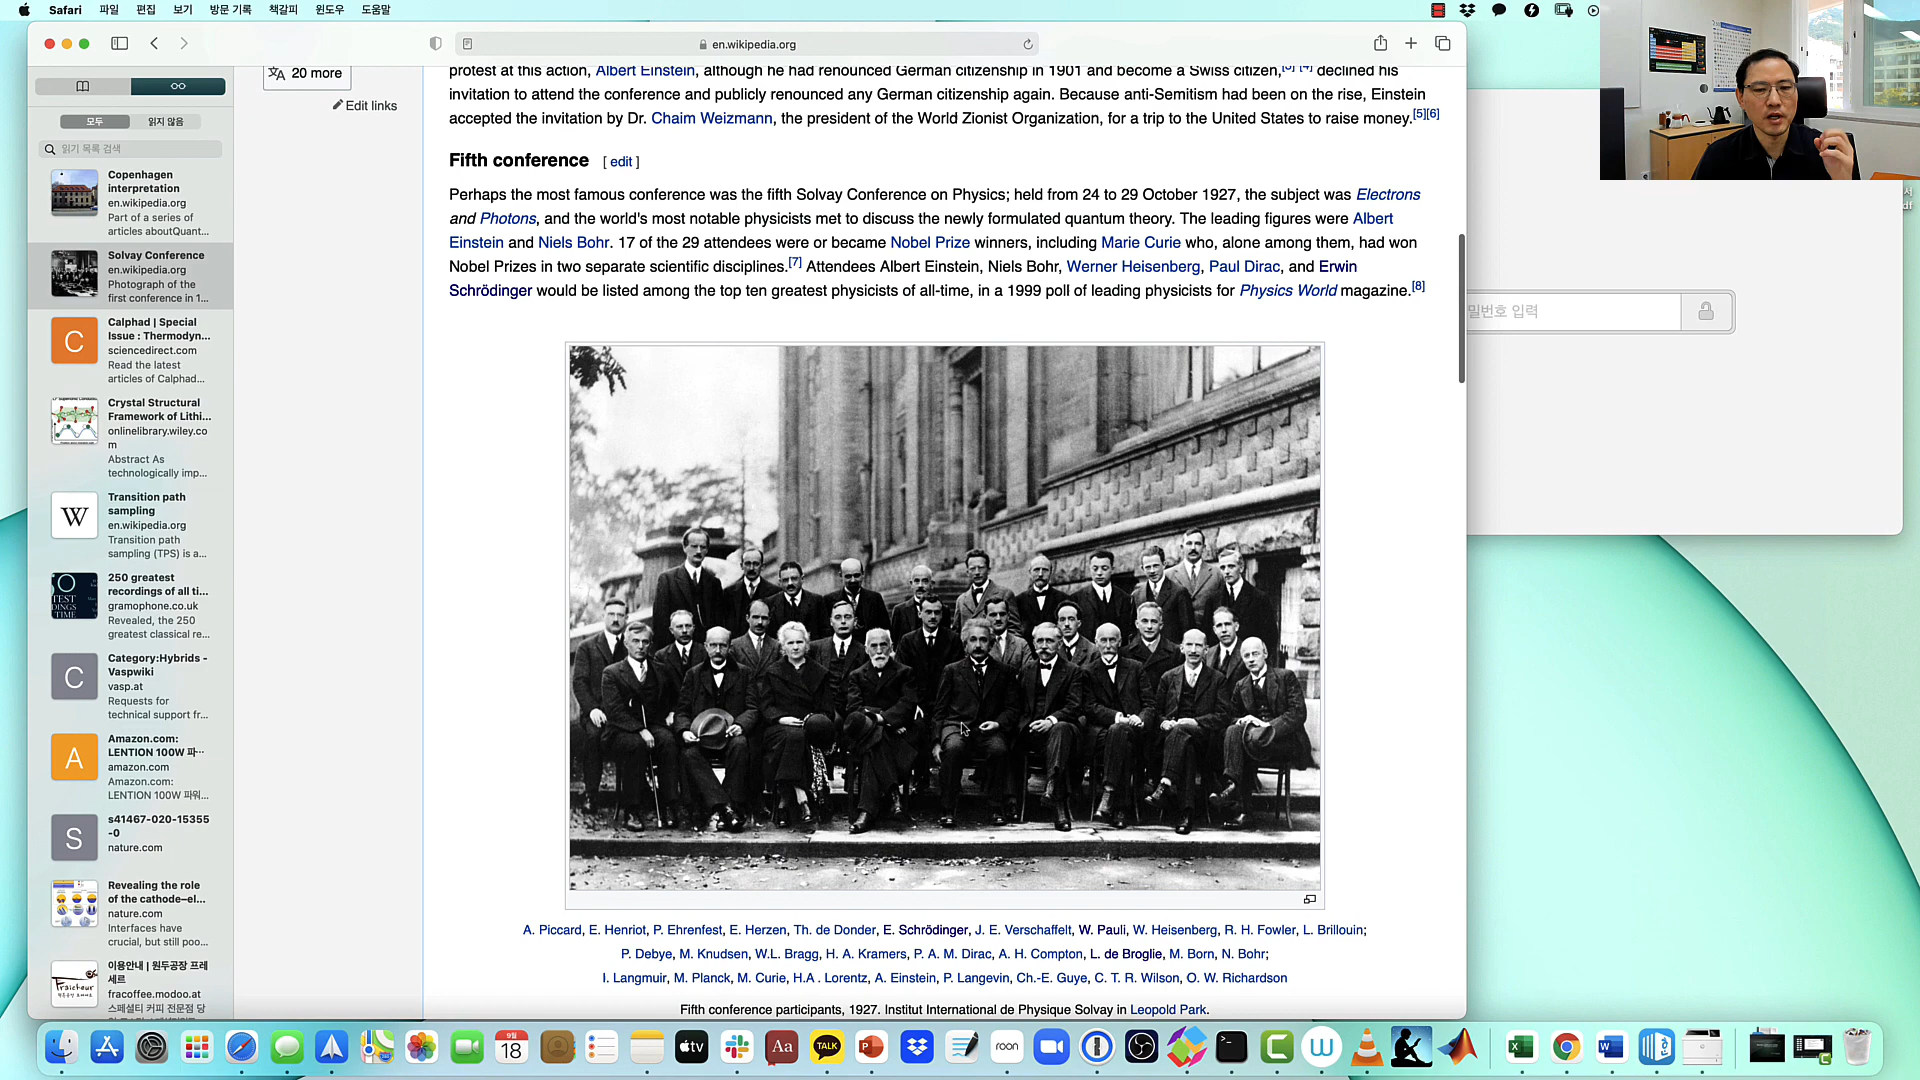 Safari 파일 편집 보기 방문 기록 책갈피 윈도우 도움말
en.wikipedia.org
모두 읽지 않음
읽기 목록 검색
Copenhagen
interpretation
en.wikipedia.org
Part of a series of
articles aboutQuant...
Solvay Conference
en.wikipedia.org
Photograph of the
first conference in 1...
Calphad | Special
Issue : Thermodyn...
sciencedirect.com
Read the latest
articles of Calphad...
Crystal Structural
Framework of Lithi...
onlinelibrary.wiley.co
m
Abstract As
technologically imp...
Transition path
sampling
en.wikipedia.org
Transition path
sampling (TPS) is a...
250 greatest
recordings of all ti...
gramophone.co.uk
Revealed, the 250
greatest classical re...
Category:Hybrids -
Vaspwiki
vasp.at
Requests for
technical support fr...
Amazon.com:
LENTION 100W 파...
amazon.com
Amazon.com:
LENTION 100W 파워...
s41467-020-15355
-0
nature.com
Revealing the role
of the cathode–el...
nature.com
Interfaces have
crucial, but still poo...
이용안내 | 원두공장 프레
세르
fracoffee.modoo.at
스페셜티 커피 전문점 당
20 more
Edit links
protest at this action, Albert Einstein, although he had renounced German citizenship in 1901 and become a Swiss citizen,[3] [4] declined his
invitation to attend the conference and publicly renounced any German citizenship again. Because anti-Semitism had been on the rise, Einstein
accepted the invitation by Dr. Chaim Weizmann, the president of the World Zionist Organization, for a trip to the United States to raise money.[5][6]
Fifth conference [ edit ]
Perhaps the most famous conference was the fifth Solvay Conference on Physics; held from 24 to 29 October 1927, the subject was Electrons
and Photons, and the world's most notable physicists met to discuss the newly formulated quantum theory. The leading figures were Albert
Einstein and Niels Bohr. 17 of the 29 attendees were or became Nobel Prize winners, including Marie Curie who, alone among them, had won
Nobel Prizes in two separate scientific disciplines.[7] Attendees Albert Einstein, Niels Bohr, Werner Heisenberg, Paul Dirac, and Erwin
Schrödinger would be listed among the top ten greatest physicists of all-time, in a 1999 poll of leading physicists for Physics World magazine.[8]
A. Piccard, E. Henriot, P. Ehrenfest, E. Herzen, Th. de Donder, E. Schrödinger, J. E. Verschaffelt, W. Pauli, W. Heisenberg, R. H. Fowler, L. Brillouin;
P. Debye, M. Knudsen, W.L. Bragg, H. A. Kramers, P. A. M. Dirac, A. H. Compton, L. de Broglie, M. Born, N. Bohr;
I. Langmuir, M. Planck, M. Curie, H.A . Lorentz, A. Einstein, P. Langevin, Ch.-E. Guye, C. T. R. Wilson, O. W. Richardson
Fifth conference participants, 1927. Institut International de Physique Solvay in Leopold Park.
밀번호 입력
서
df
9월
18
tv
Aa
TALK
roon